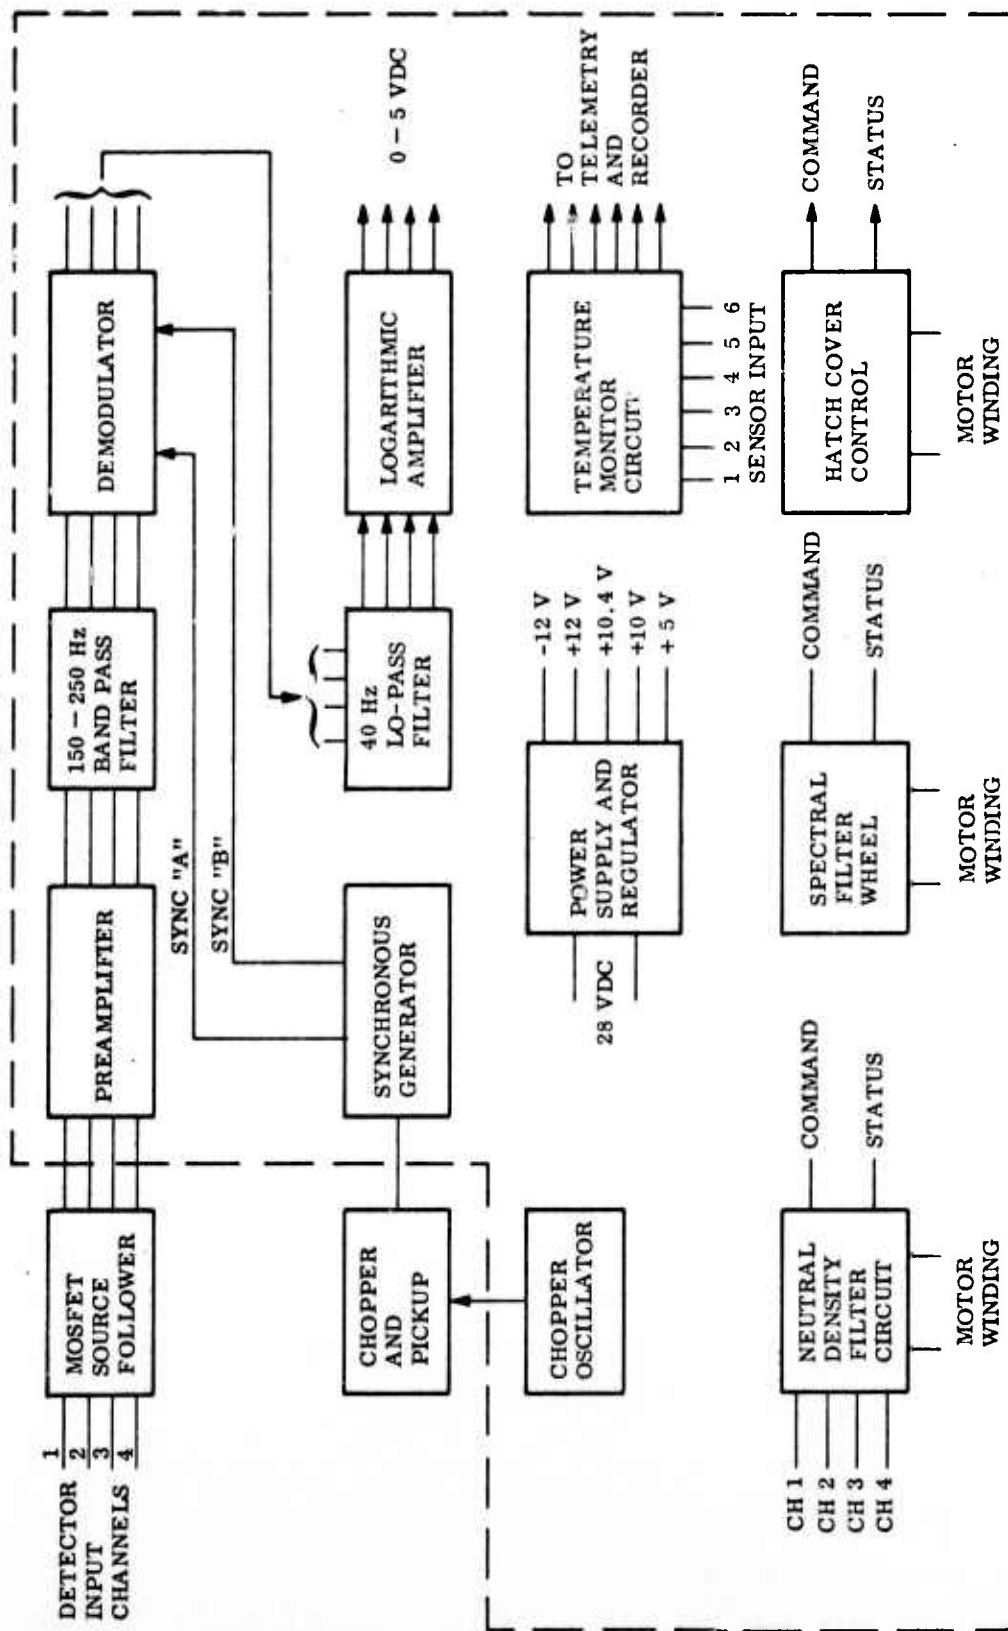 DETECTOR
INPUT
CHANNELS
1
2
3
4
MOSFET
SOURCE
FOLLOWER
PREAMPLIFIER
150 – 250 Hz
BAND PASS
FILTER
DEMODULATOR
SYNC "A"
SYNC "B"
CHOPPER
AND
PICKUP
SYNCHRONOUS
GENERATOR
40 Hz
LO-PASS
FILTER
LOGARITHMIC
AMPLIFIER
0 – 5 VDC
CHOPPER
OSCILLATOR
28 VDC
POWER
SUPPLY AND
REGULATOR
-12 V
+12 V
+10.4 V
+10 V
+ 5 V
TEMPERATURE
MONITOR
CIRCUIT
1 2 3 4 5 6
SENSOR INPUT
TO
TELEMETRY
AND
RECORDER
CH 1
CH 2
CH 3
CH 4
NEUTRAL
DENSITY
FILTER
CIRCUIT
COMMAND
STATUS
MOTOR
WINDING
SPECTRAL
FILTER
WHEEL
COMMAND
STATUS
MOTOR
WINDING
HATCH COVER
CONTROL
COMMAND
STATUS
MOTOR
WINDING